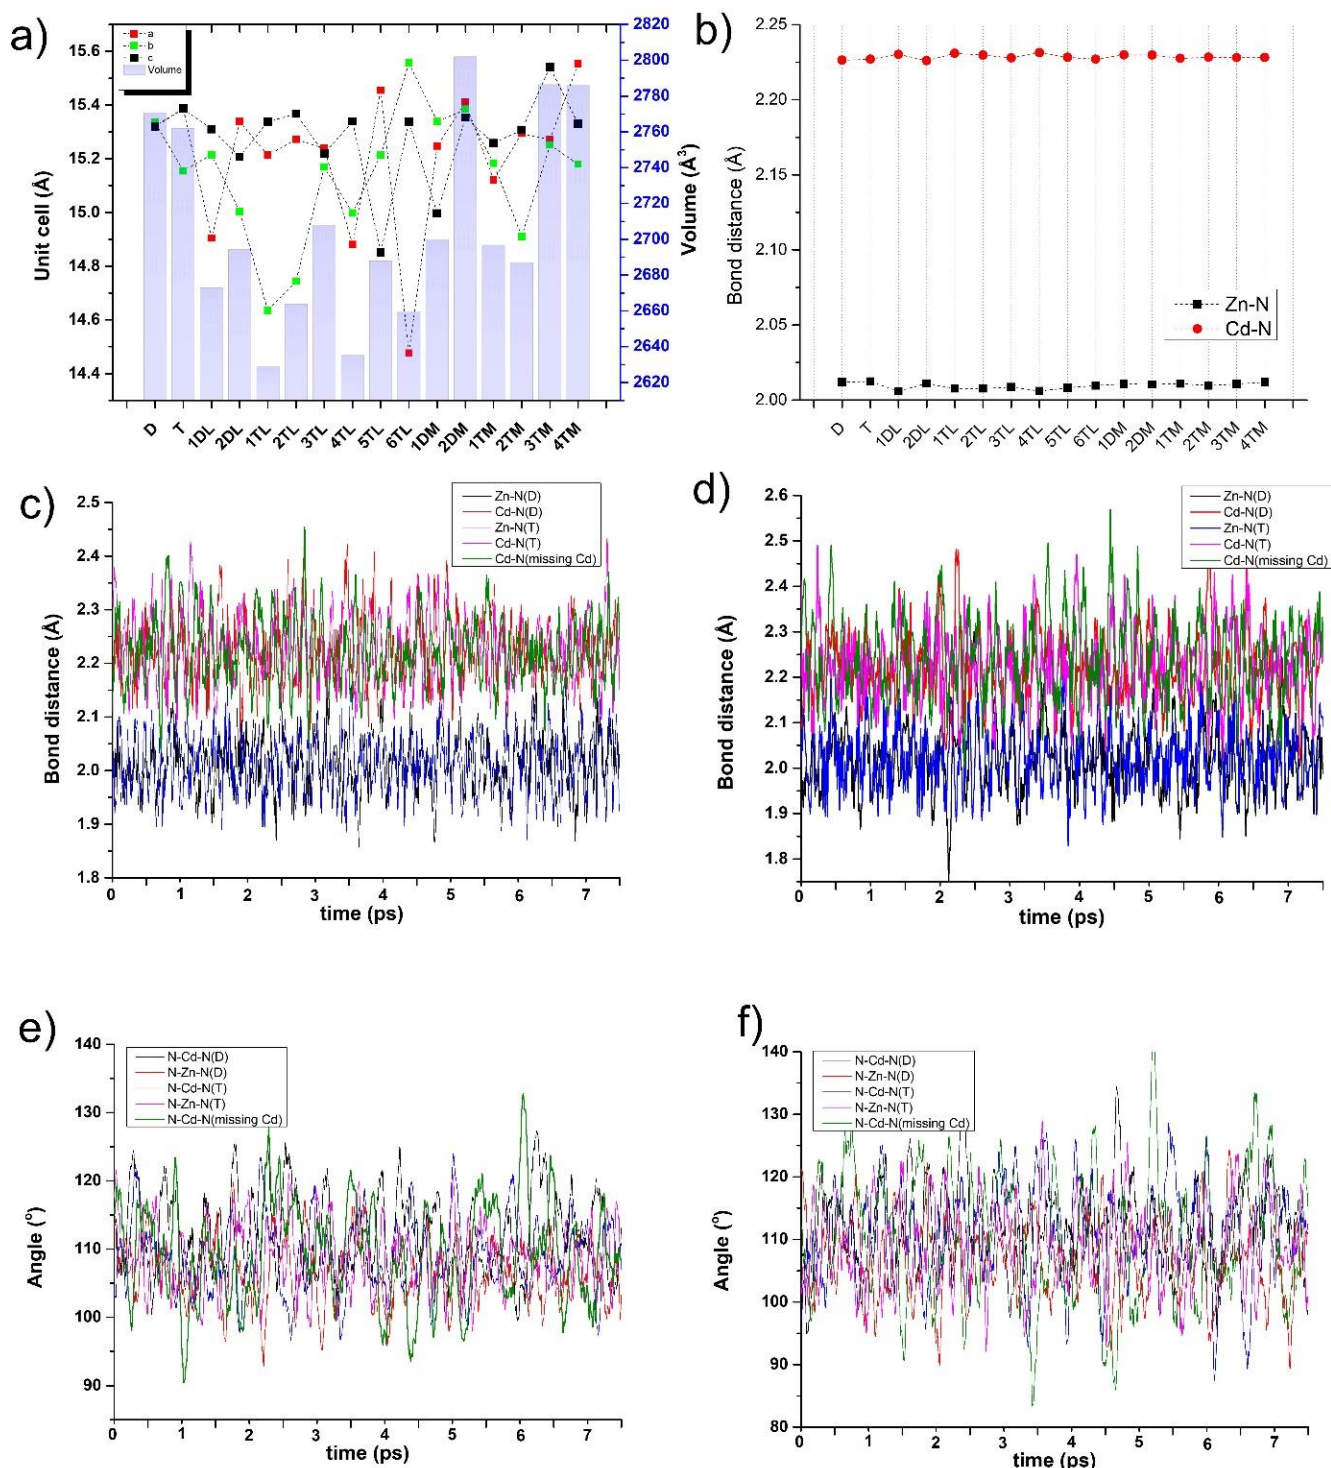 a)
a
b
c
Volume
15.6
15.4
15.2
15.0
14.8
14.6
14.4
Unit cell (Å)
2820
2800
2780
2760
2740
2720
2700
2680
2660
2640
2620
Volume (Å³)
D T 1DL 2DL 1TL 2TL 3TL 4TL 5TL 6TL 1DM 2DM 1TM 2TM 3TM 4TM
b)
2.25
2.20
2.15
2.10
2.05
2.00
Bond distance (Å)
Zn-N
Cd-N
D T 1DL 2DL 1TL 2TL 3TL 4TL 5TL 6TL 1DM 2DM 1TM 2TM 3TM 4TM
c)
Zn-N(D)
Cd-N(D)
Zn-N(T)
Cd-N(T)
Cd-N(missing Cd)
2.5
2.4
2.3
2.2
2.1
2.0
1.9
1.8
Bond distance (Å)
0 1 2 3 4 5 6 7
time (ps)
d)
Zn-N(D)
Cd-N(D)
Zn-N(T)
Cd-N(T)
Cd-N(missing Cd)
2.6
2.5
2.4
2.3
2.2
2.1
2.0
1.9
1.8
Bond distance (Å)
0 1 2 3 4 5 6 7
time (ps)
e)
N-Cd-N(D)
N-Zn-N(D)
N-Cd-N(T)
N-Zn-N(T)
N-Cd-N(missing Cd)
140
130
120
110
100
90
Angle (°)
0 1 2 3 4 5 6 7
time (ps)
f)
N-Cd-N(D)
N-Zn-N(D)
N-Cd-N(T)
N-Zn-N(T)
N-Cd-N(missing Cd)
140
130
120
110
100
90
80
Angle (°)
0 1 2 3 4 5 6 7
time (ps)